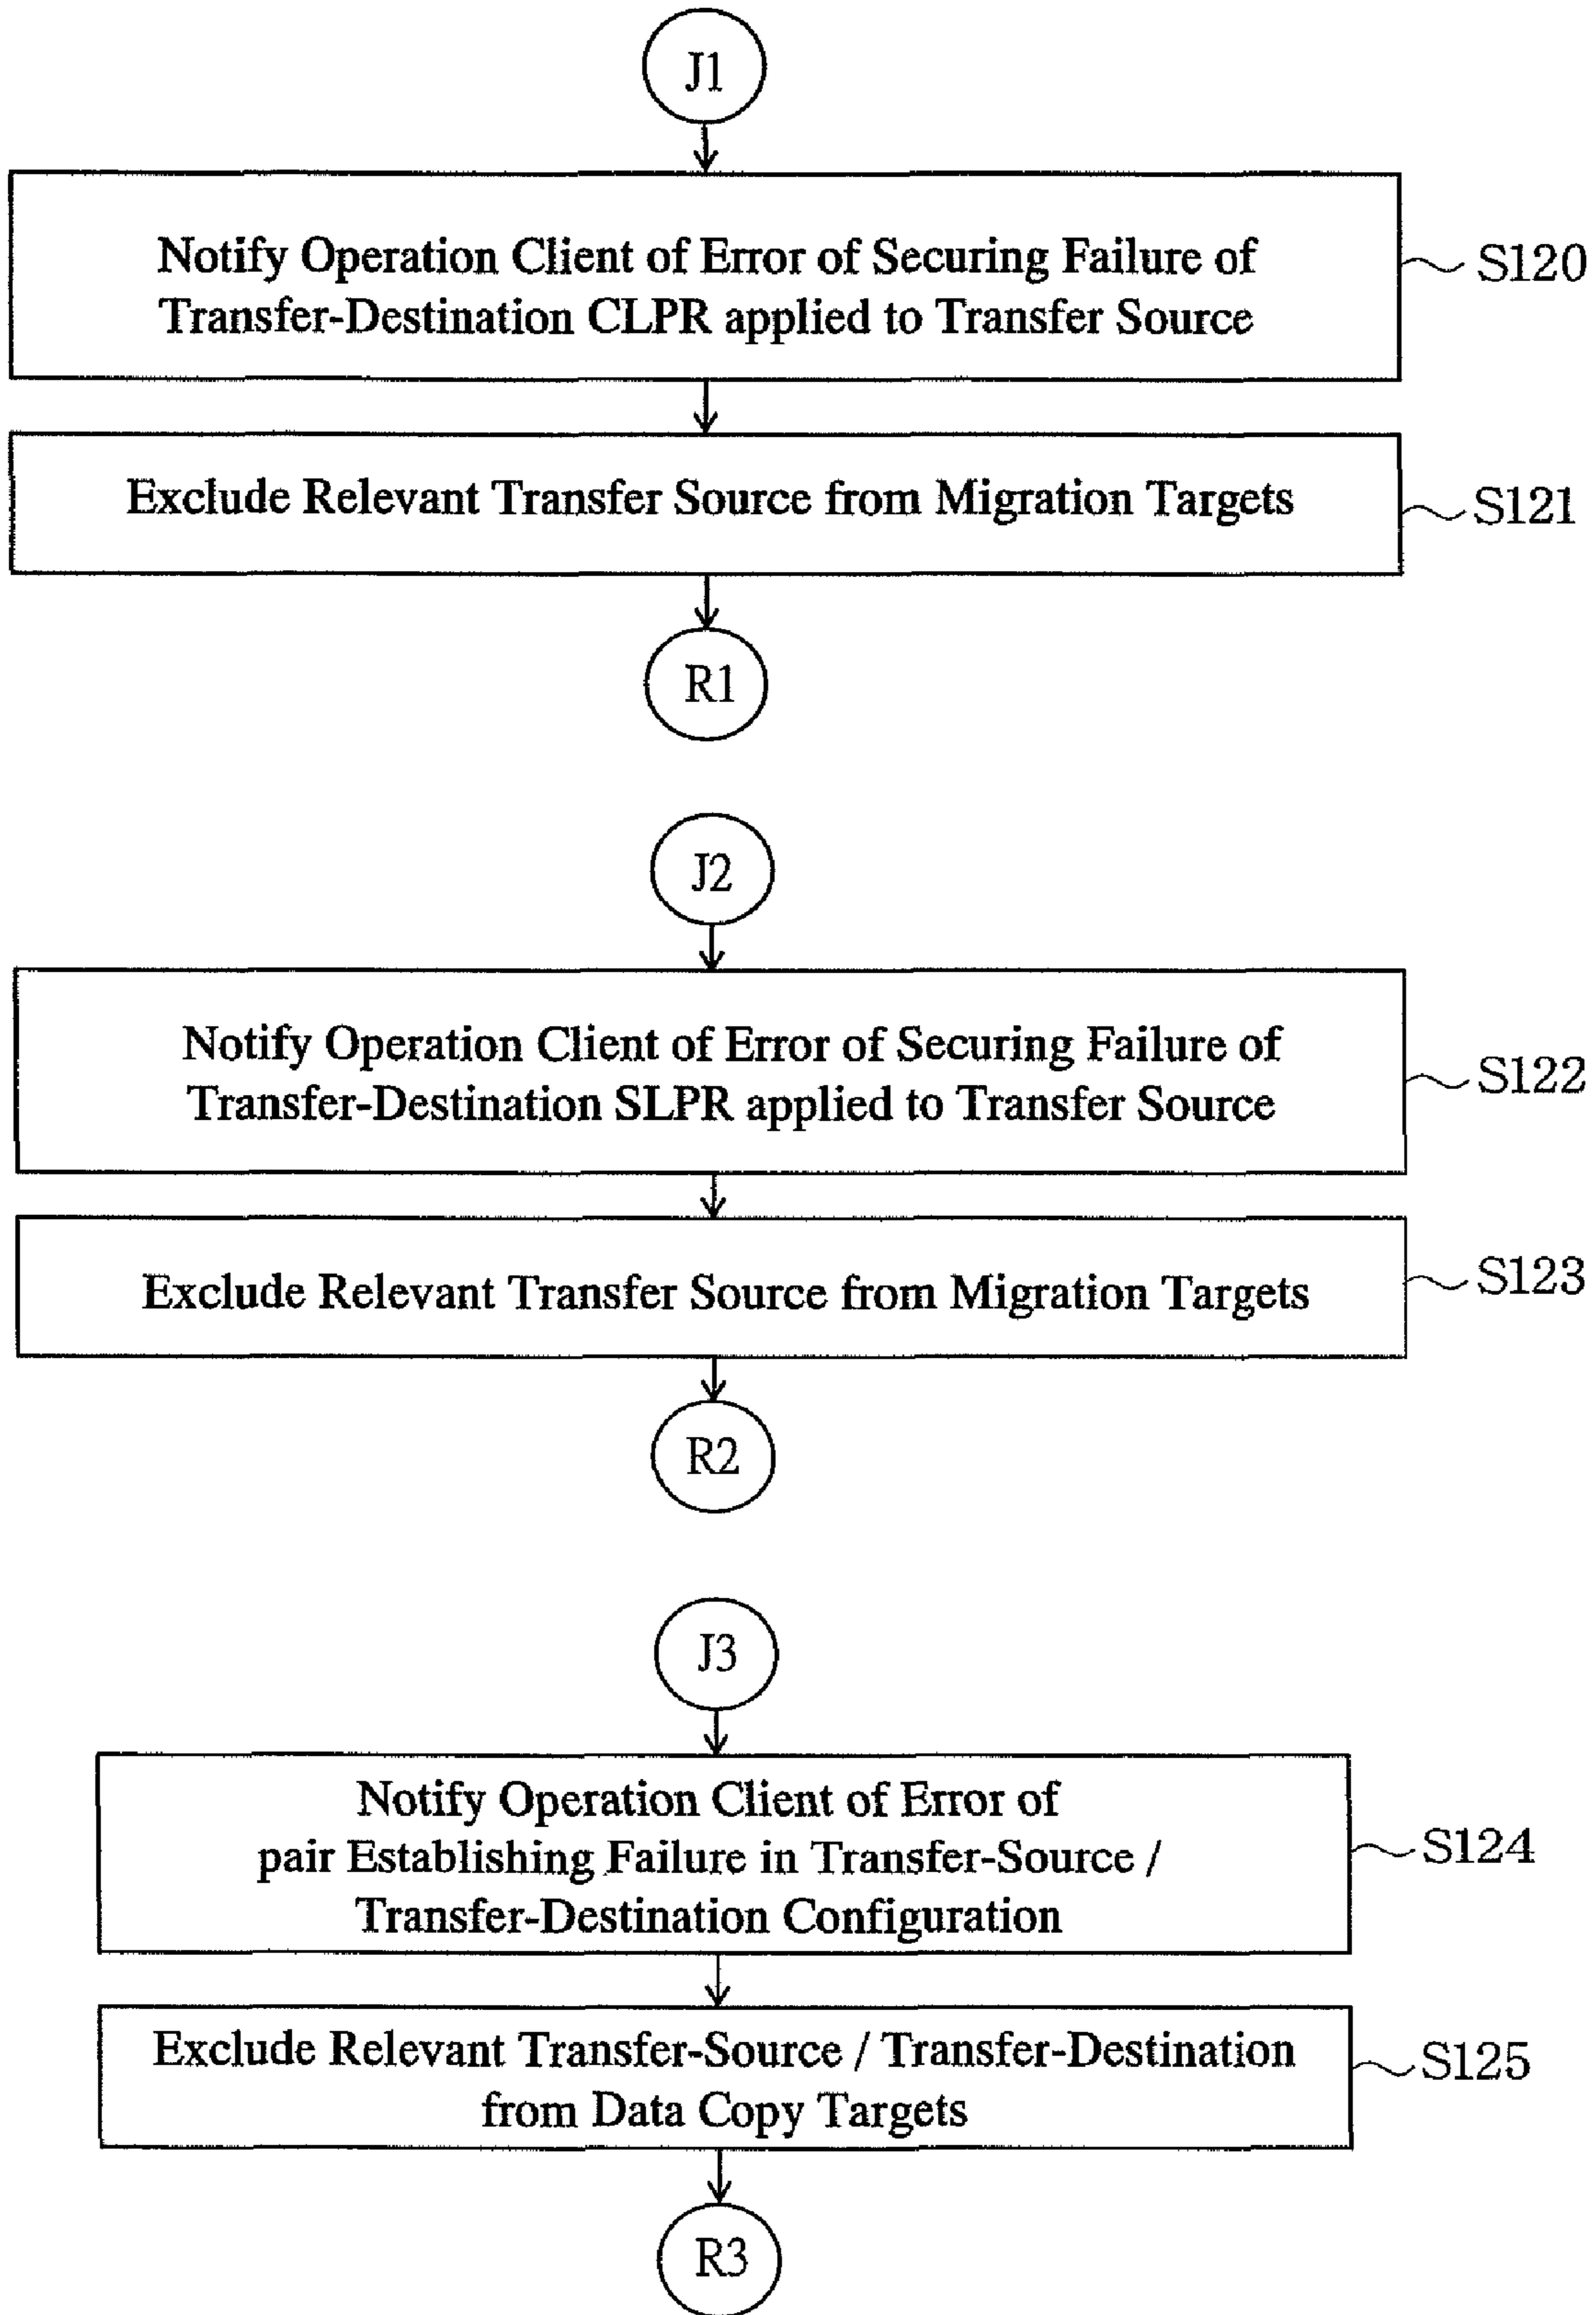 J1
Notify Operation Client of Error of Securing Failure of
Transfer-Destination CLPR applied to Transfer Source
S120
Exclude Relevant Transfer Source from Migration Targets
S121
R1
J2
Notify Operation Client of Error of Securing Failure of
Transfer-Destination SLPR applied to Transfer Source
S122
Exclude Relevant Transfer Source from Migration Targets
S123
R2
J3
Notify Operation Client of Error of
pair Establishing Failure in Transfer-Source /
Transfer-Destination Configuration
S124
Exclude Relevant Transfer-Source / Transfer-Destination
from Data Copy Targets
S125
R3